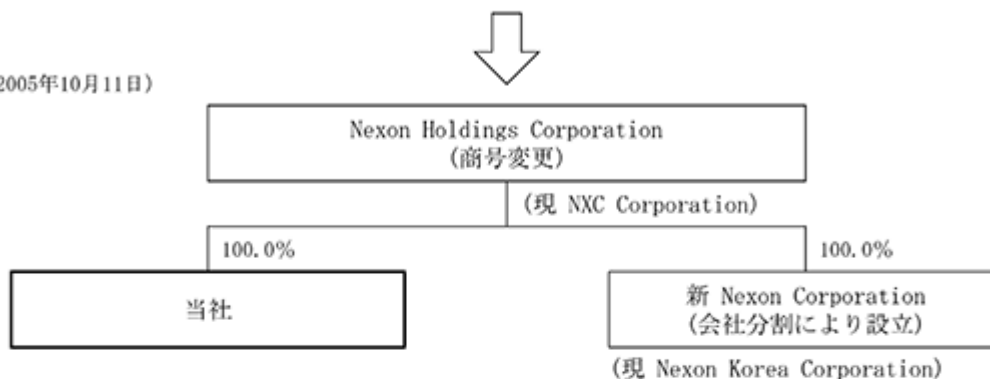 2005年10月11日)
Nexon Holdings Corporation
(商号変更)
(現 NXC Corporation)
100.0%
100.0%
当社
新 Nexon Corporation
(会社分割により設立)
(現 Nexon Korea Corporation)